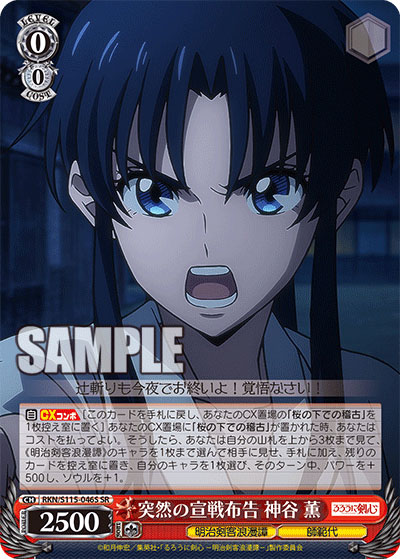 LEVEL
0
0
COST
SAMPLE
辻斬りも今夜でお終いよ!覚悟なさい!
CXコンボ [このカードを手札に戻し、あなたのCX置場の「桜の下での稽古」を
1枚控え室に置く]あなたのCX置場に「桜の下での稽古」が置かれた時、あなたは
コストを払ってよい。そうしたら、あなたは自分の山札を上から3枚まで見て、
《明治剣客浪漫譚》のキャラを1枚まで選んで相手に見せ、手札に加え、残りの
カードを控え室に置き、自分のキャラを1枚選び、そのターン中、パワーを+500
し、ソウルを+1。
RKN/S115-046S SR
2500
突然の宣戦布告 神谷 薫
るろうに剣心
明治剣客浪漫譚
師範代
©和月伸宏/集英社・「るろうに剣心 -明治剣客浪漫譚-」製作委員会